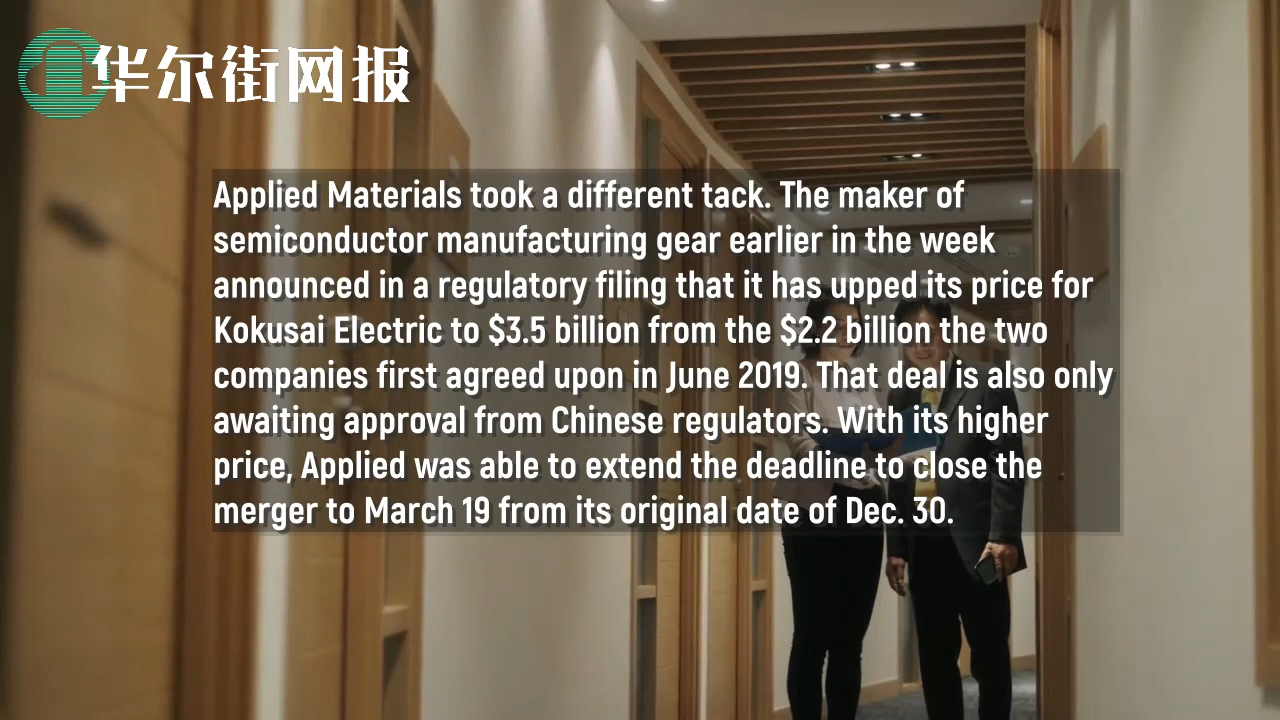 华尔街网报
Applied Materials took a different tack. The maker of
semiconductor manufacturing gear earlier in the week
announced in a regulatory filing that it has upped its price for
Kokusai Electric to $3.5 billion from the $2.2 billion the two
companies first agreed upon in June 2019. That deal is also only
awaiting approval from Chinese regulators. With its higher
price, Applied was able to extend the deadline to close the
merger to March 19 from its original date of Dec. 30.